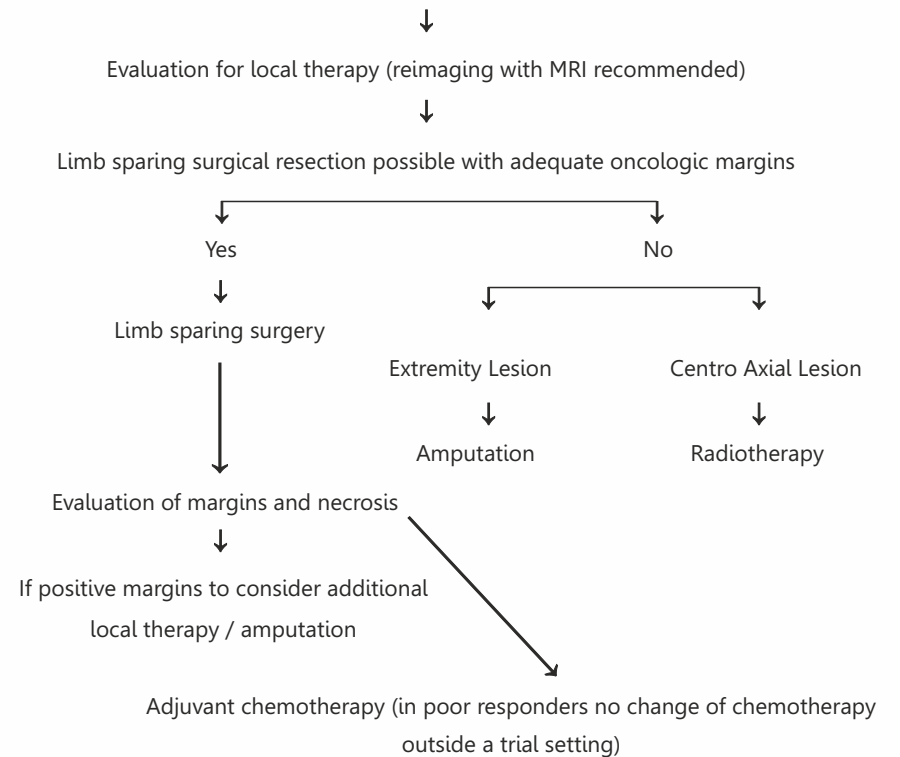 Evaluation for local therapy (reimaging with MRI recommended)
Limb sparing surgical resection possible with adequate oncologic margins
Yes
No
Limb sparing surgery
Extremity Lesion
Centro Axial Lesion
Amputation
Radiotherapy
Evaluation of margins and necrosis
If positive margins to consider additional
local therapy / amputation
Adjuvant chemotherapy (in poor responders no change of chemotherapy
outside a trial setting)